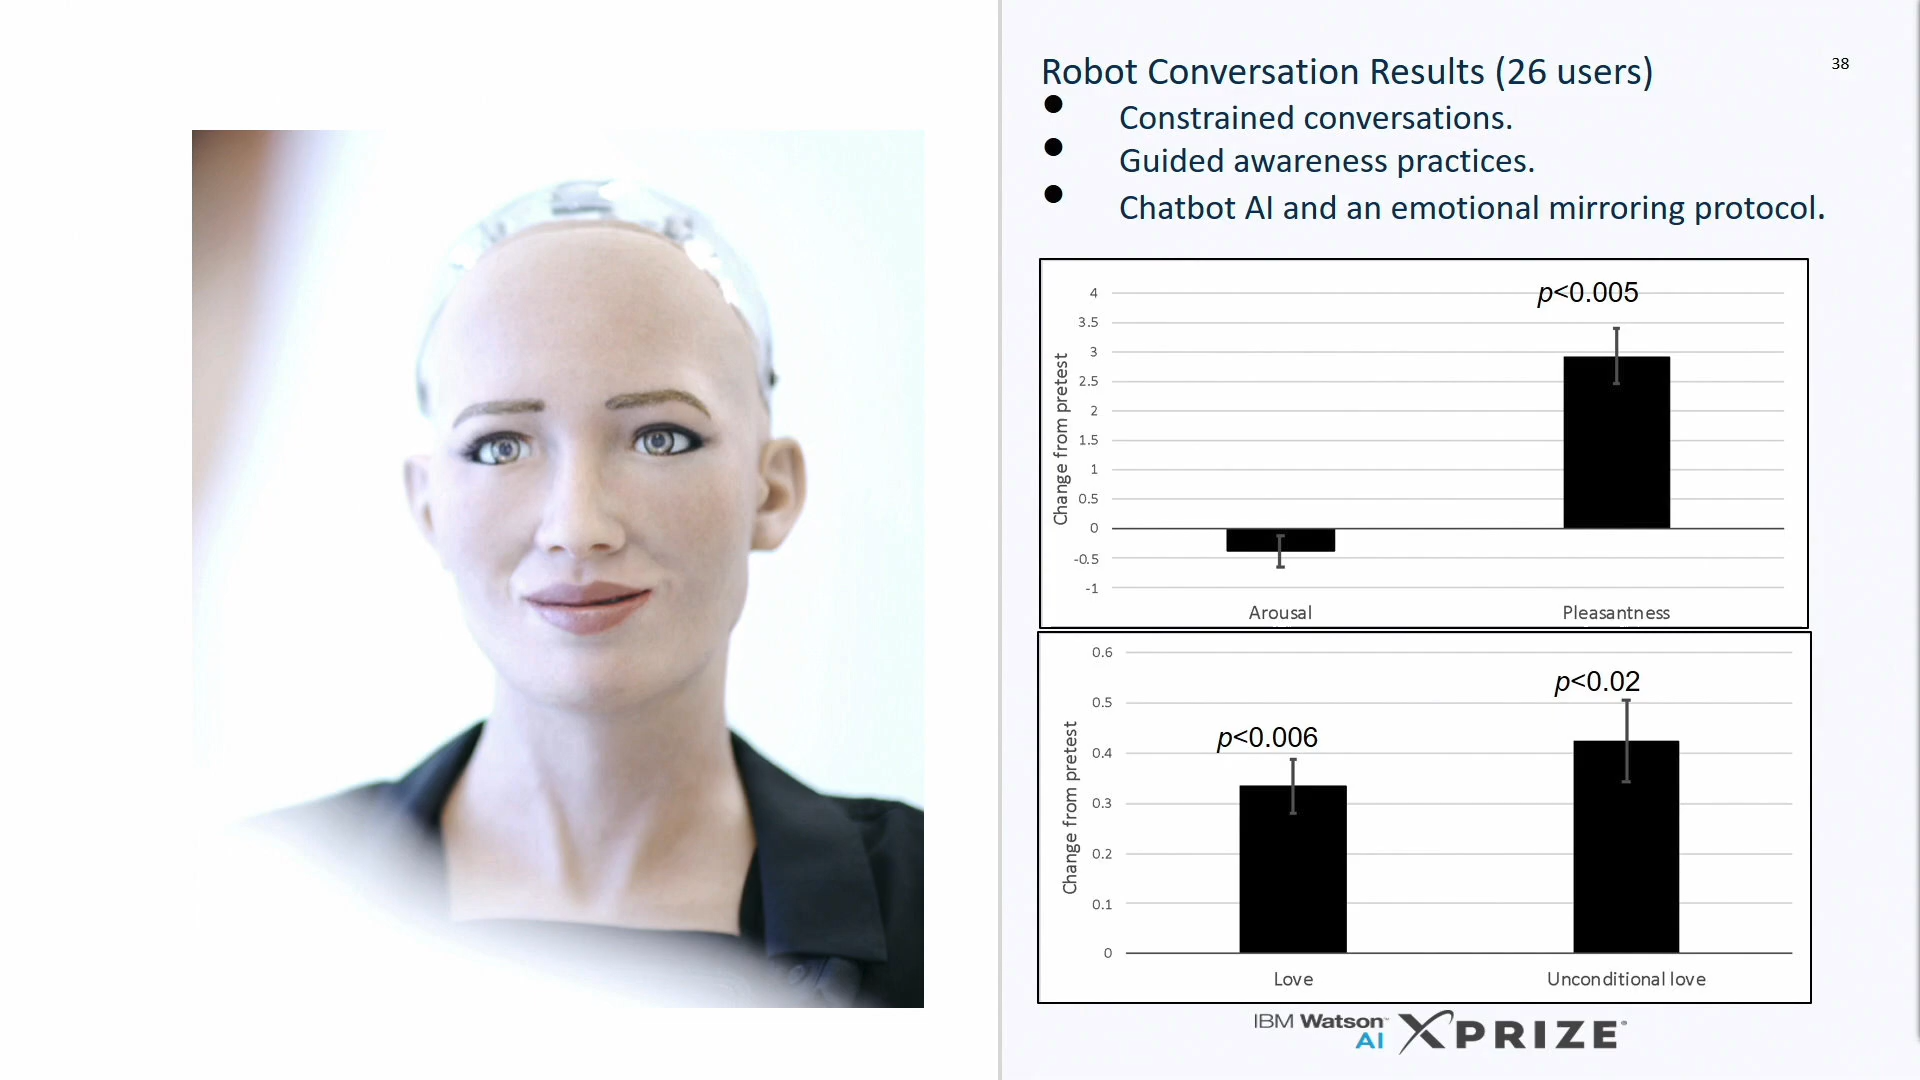 Robot Conversation Results (26 users)
38
● Constrained conversations.
● Guided awareness practices.
● Chatbot AI and an emotional mirroring protocol.
p<0.005
4
3.5
3
2.5
2
1.5
1
0.5
0
-0.5
-1
Change from pretest
Arousal Pleasantness
p<0.02
p<0.006
0.6
0.5
0.4
0.3
0.2
0.1
0
Change from pretest
Love Unconditional love
IBM Watson™
AI
XPRIZE